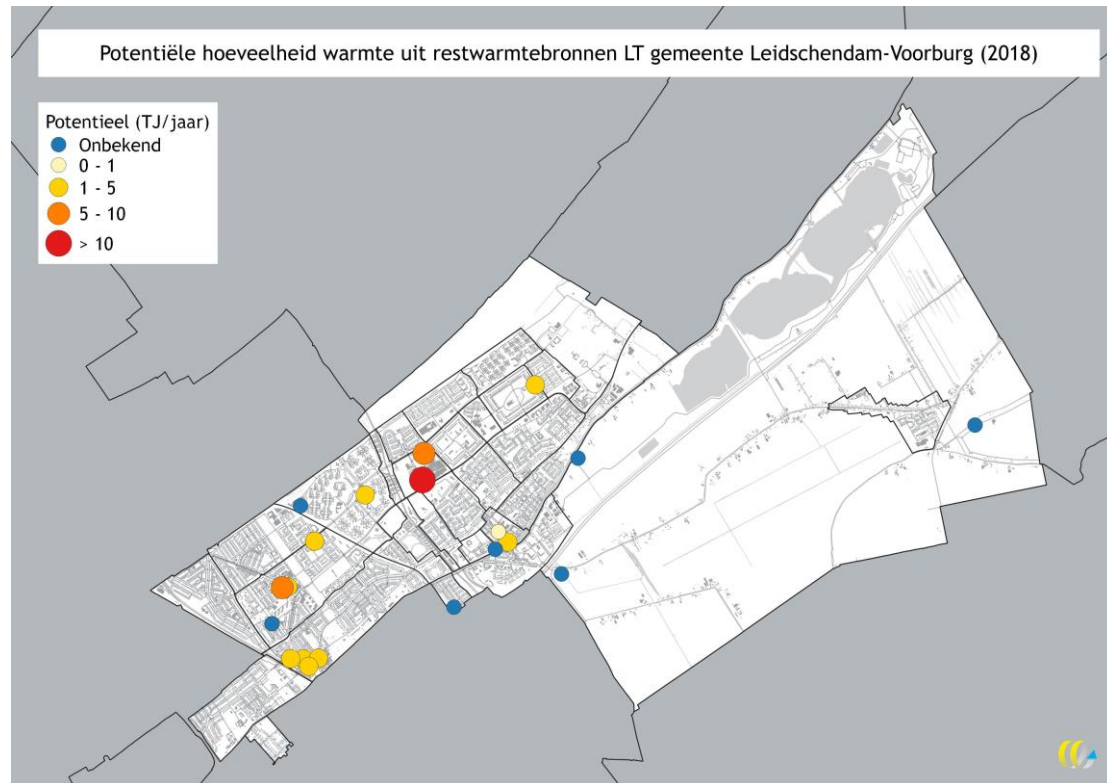 Potentiële hoeveelheid warmte uit restwarmtebronnen LT gemeente Leidschendam-Voorburg (2018)
Potentieel (TJ/jaar)
Onbekend
0 - 1
1 - 5
5 - 10
> 10